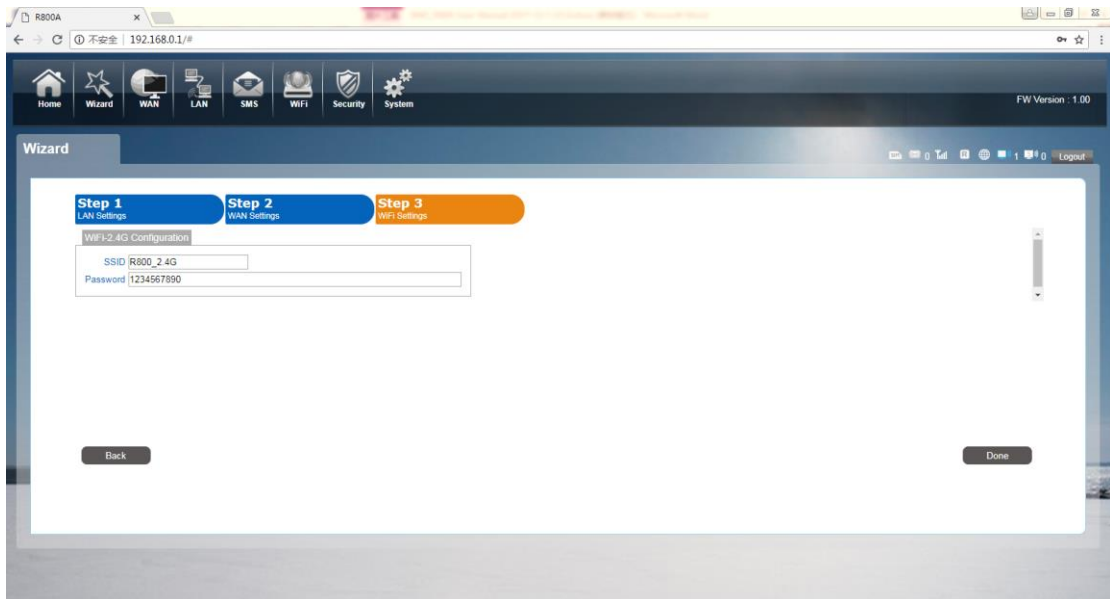 R800A
不安全 | 192.168.0.1/#
Home Wizard WAN LAN SMS WiFi Security System
FW Version : 1.00
Wizard
0 1 0 Logout
Step 1 Step 2 Step 3
LAN Settings WAN Settings WiFi Settings
WiFi-2.4G Configuration
SSID R800_2.4G
Password 1234567890
Back Done